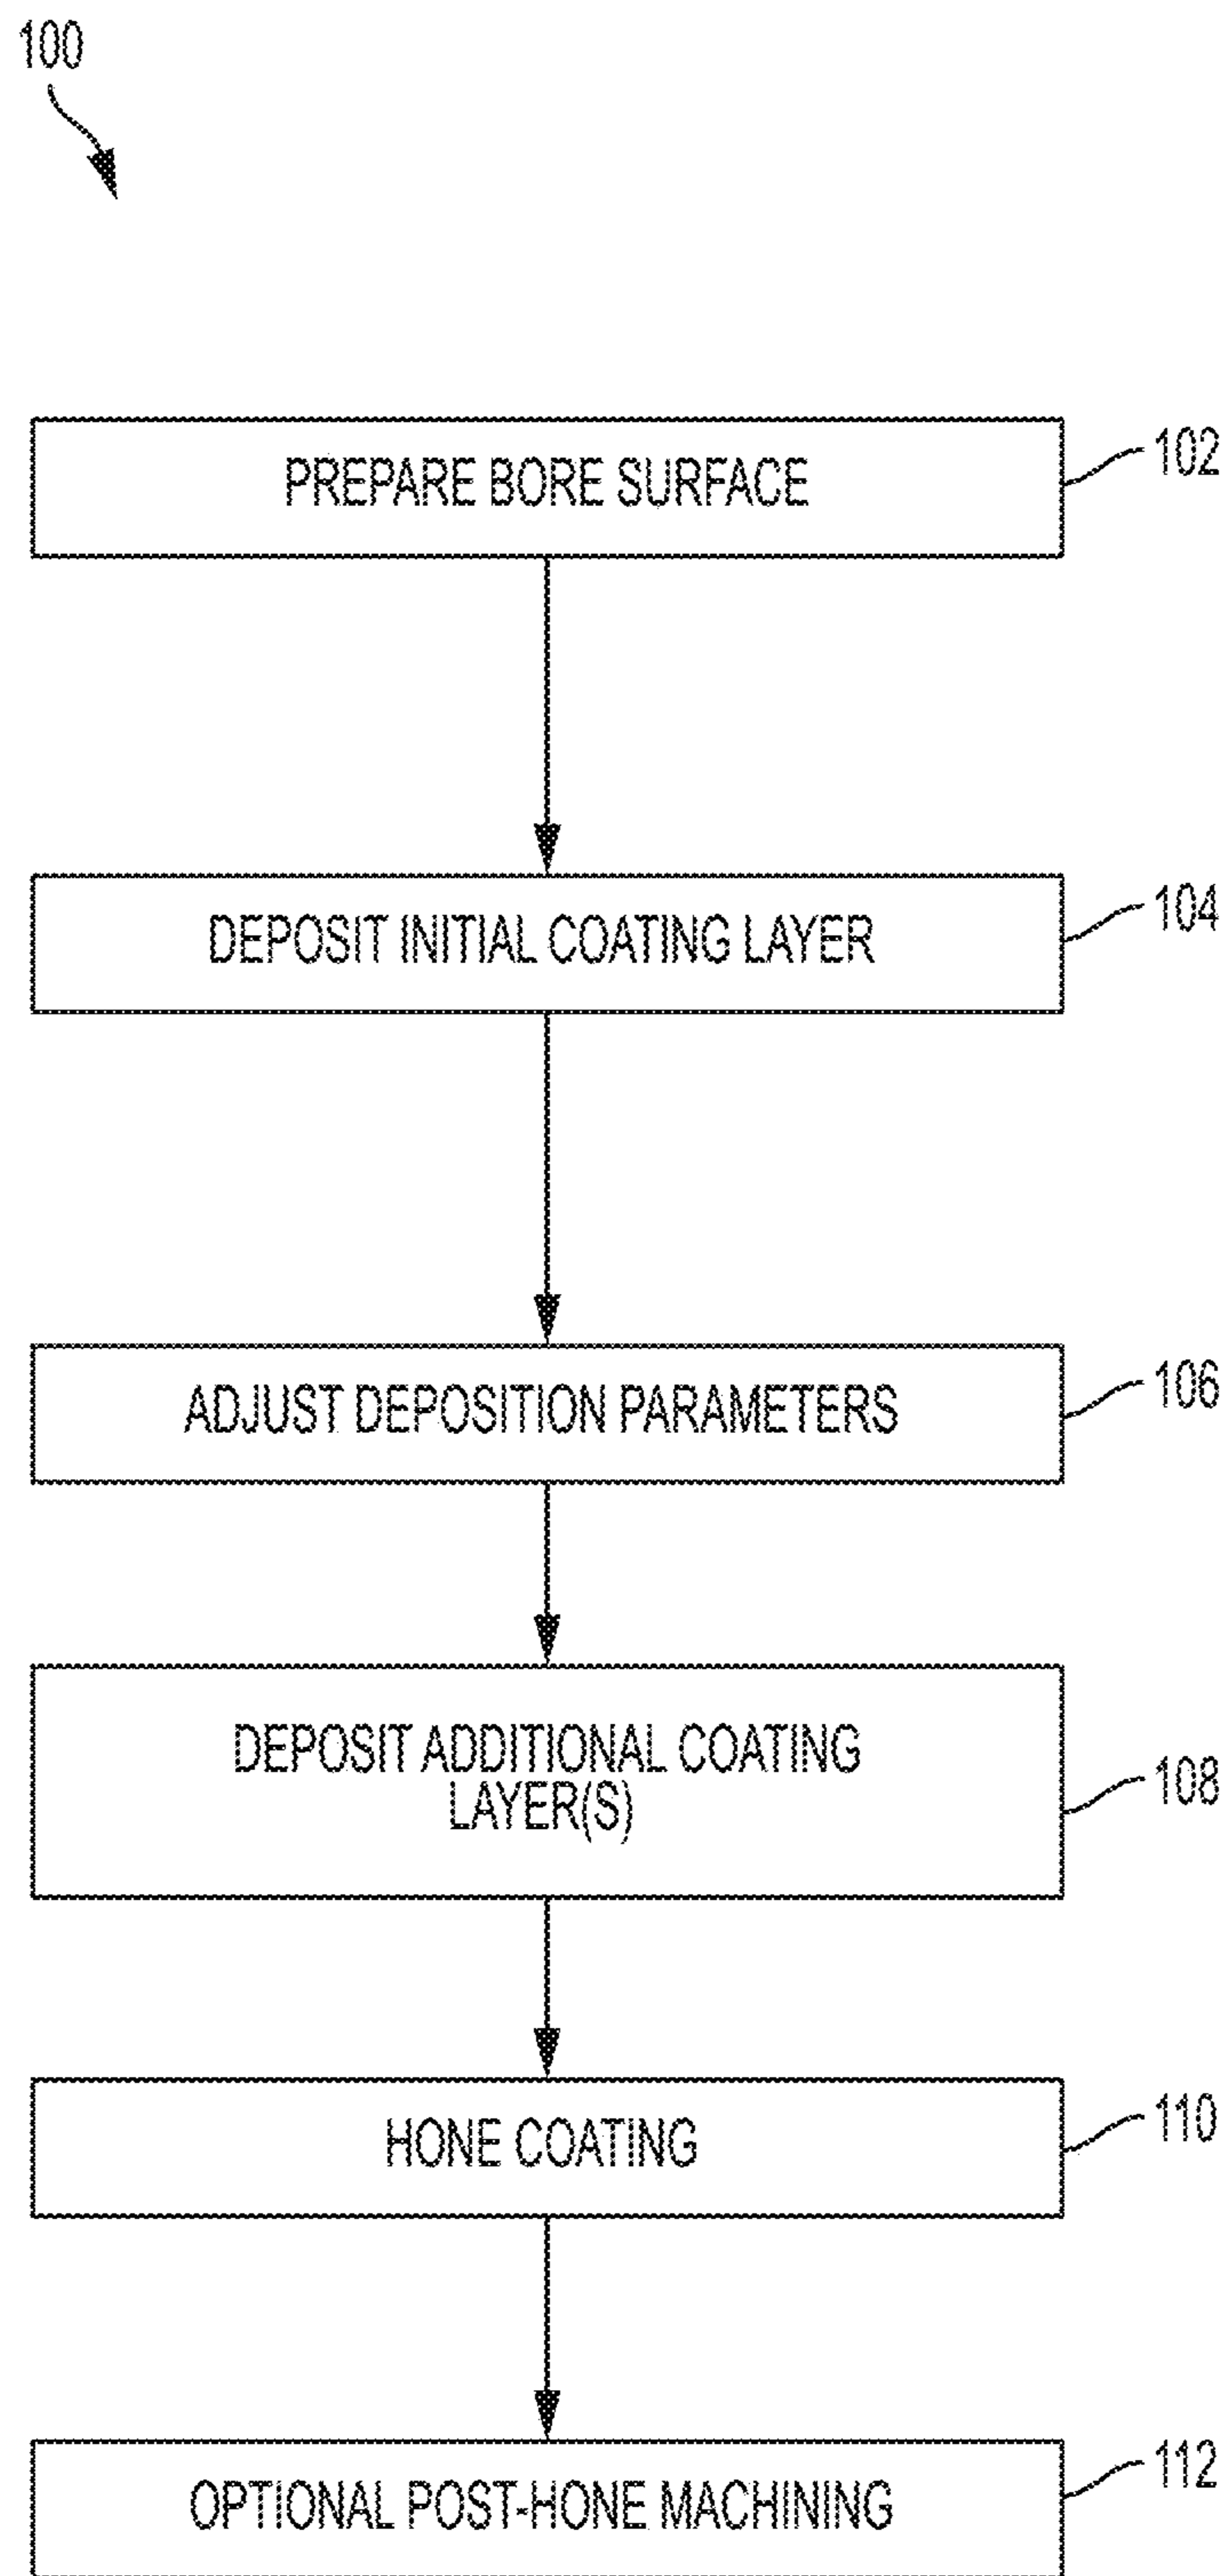 100
PREPARE BORE SURFACE
102
DEPOSIT INITIAL COATING LAYER
104
ADJUST DEPOSITION PARAMETERS
106
DEPOSIT ADDITIONAL COATING
LAYER(S)
108
HONE COATING
110
OPTIONAL POST-HONE MACHINING
112